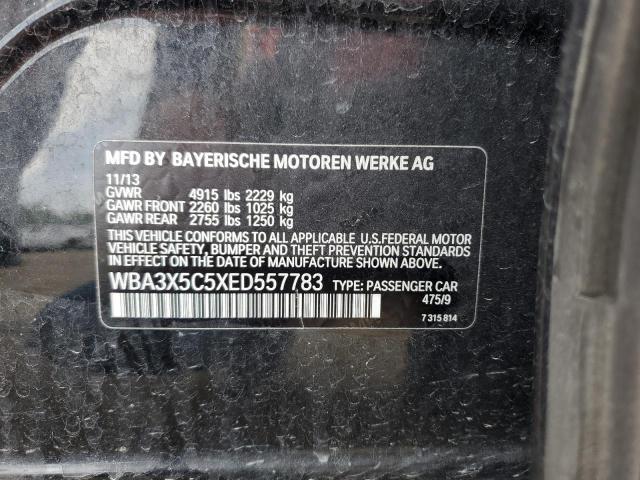 MFD BY BAYERISCHE MOTOREN WERKE AG
11/13
GVWR 4915 lbs 2229 kg
GAWR FRONT 2260 lbs 1025 kg
GAWR REAR 2755 lbs 1250 kg
THIS VEHICLE CONFORMS TO ALL APPLICABLE U.S.FEDERAL MOTOR
VEHICLE SAFETY, BUMPER AND THEFT PREVENTION STANDARDS
IN EFFECT ON THE DATE OF MANUFACTURE SHOWN ABOVE.
WBA3X5C5XED557783 TYPE: PASSENGER CAR
475/9
7 315 814